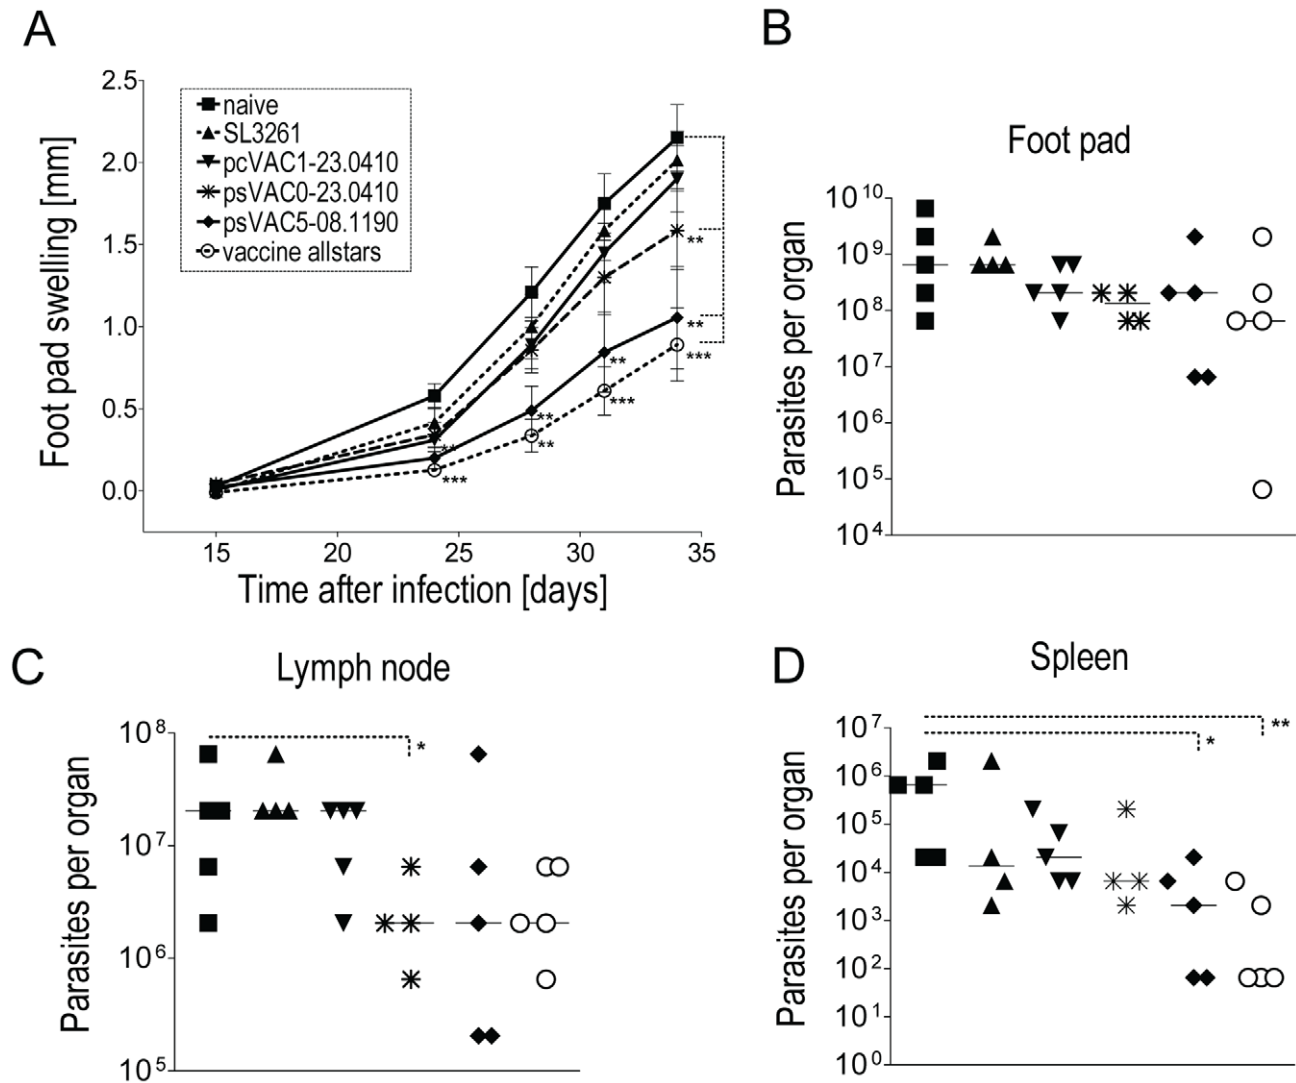 A
2.5
2.0
1.5
1.0
0.5
0.0
Foot pad swelling [mm]
naive
SL3261
pcVAC1-23.0410
psVAC0-23.0410
psVAC5-08.1190
vaccine allstars
**
**
***
**
***
**
**
**
***
15 20 25 30 35
Time after infection [days]
B
Foot pad
10¹⁰
10⁹
10⁸
10⁷
10⁶
10⁵
10⁴
Parasites per organ
C
Lymph node
10⁸
10⁷
10⁶
10⁵
Parasites per organ
*
D
Spleen
10⁷
10⁶
10⁵
10⁴
10³
10²
10¹
10⁰
Parasites per organ
**
*